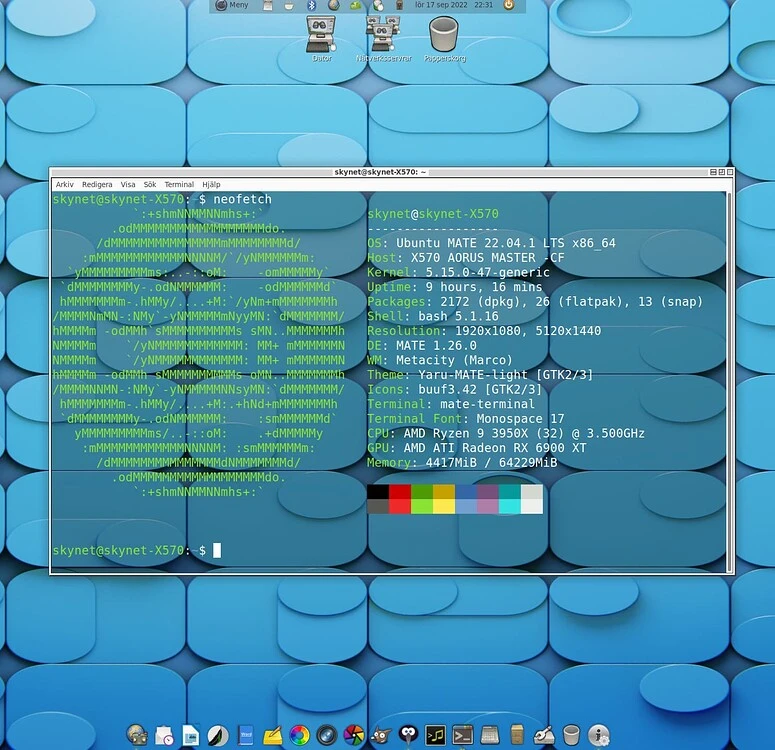 Meny lör 17 sep 2022 22:31
Dator Nätverksservrar Papperskorg
skynet@skynet-X570: ~
Arkiv Redigera Visa Sök Terminal Hjälp
skynet@skynet-X570:~$ neofetch
skynet@skynet-X570
------------------
OS: Ubuntu MATE 22.04.1 LTS x86_64
Host: X570 AORUS MASTER -CF
Kernel: 5.15.0-47-generic
Uptime: 9 hours, 16 mins
Packages: 2172 (dpkg), 26 (flatpak), 13 (snap)
Shell: bash 5.1.16
Resolution: 1920x1080, 5120x1440
DE: MATE 1.26.0
WM: Metacity (Marco)
Theme: Yaru-MATE-light [GTK2/3]
Icons: buuf3.42 [GTK2/3]
Terminal: mate-terminal
Terminal Font: Monospace 17
CPU: AMD Ryzen 9 3950X (32) @ 3.500GHz
GPU: AMD ATI Radeon RX 6900 XT
Memory: 4417MiB / 64229MiB
skynet@skynet-X570:~$